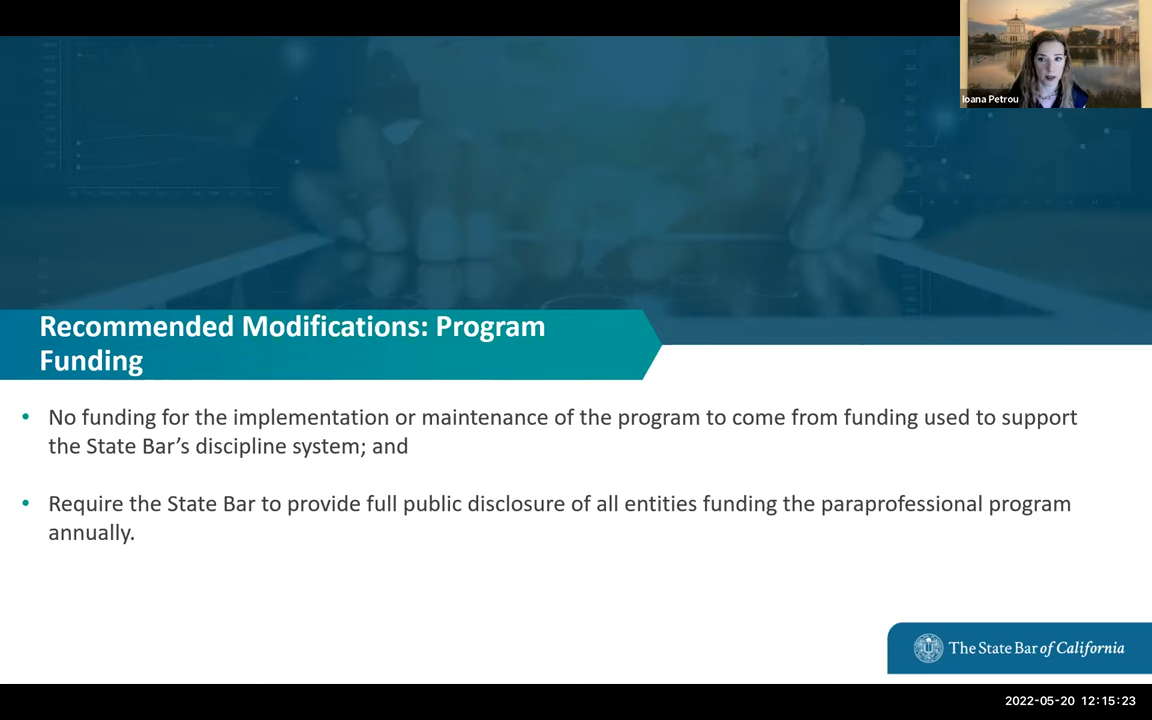 Ioana Petrou
Recommended Modifications: Program
Funding
• No funding for the implementation or maintenance of the program to come from funding used to support
the State Bar’s discipline system; and
• Require the State Bar to provide full public disclosure of all entities funding the paraprofessional program
annually.
The State Bar of California
2022-05-20 12:15:23